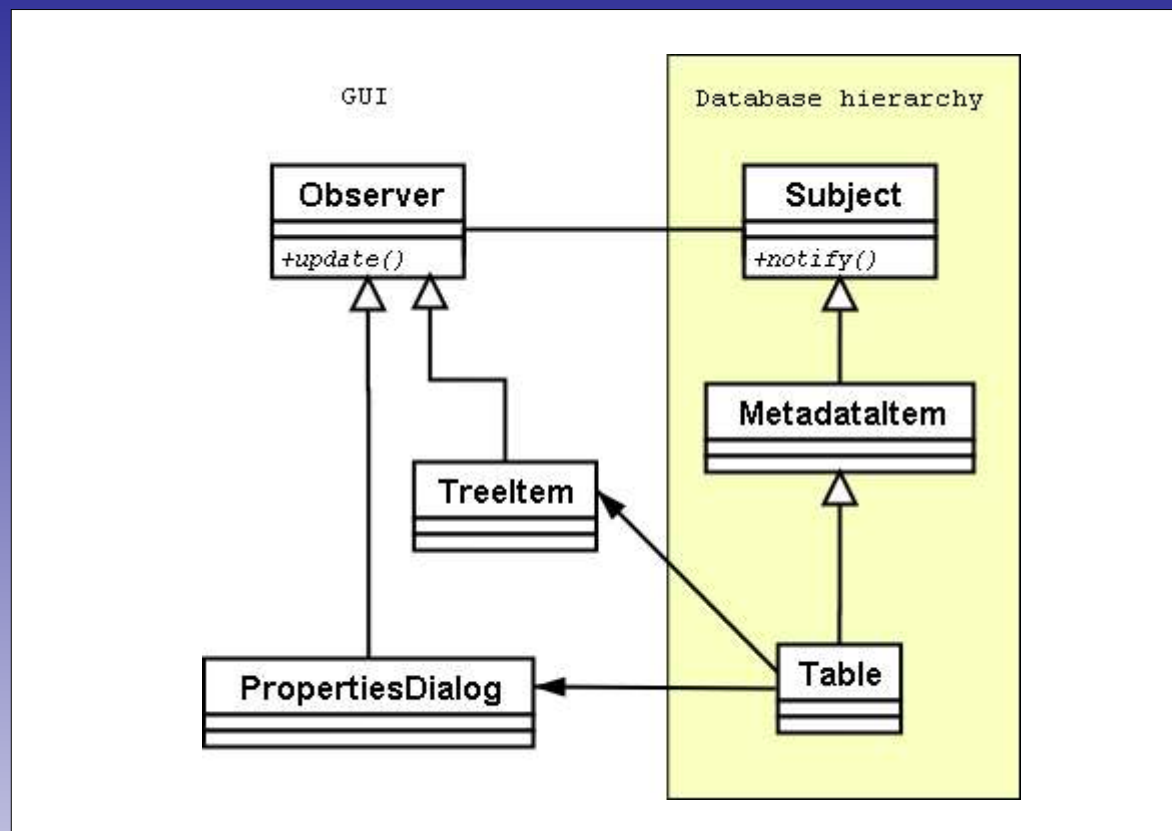 GUI
Database hierarchy
Observer
+update()
Subject
+notify()
MetadataItem
TreeItem
PropertiesDialog
Table